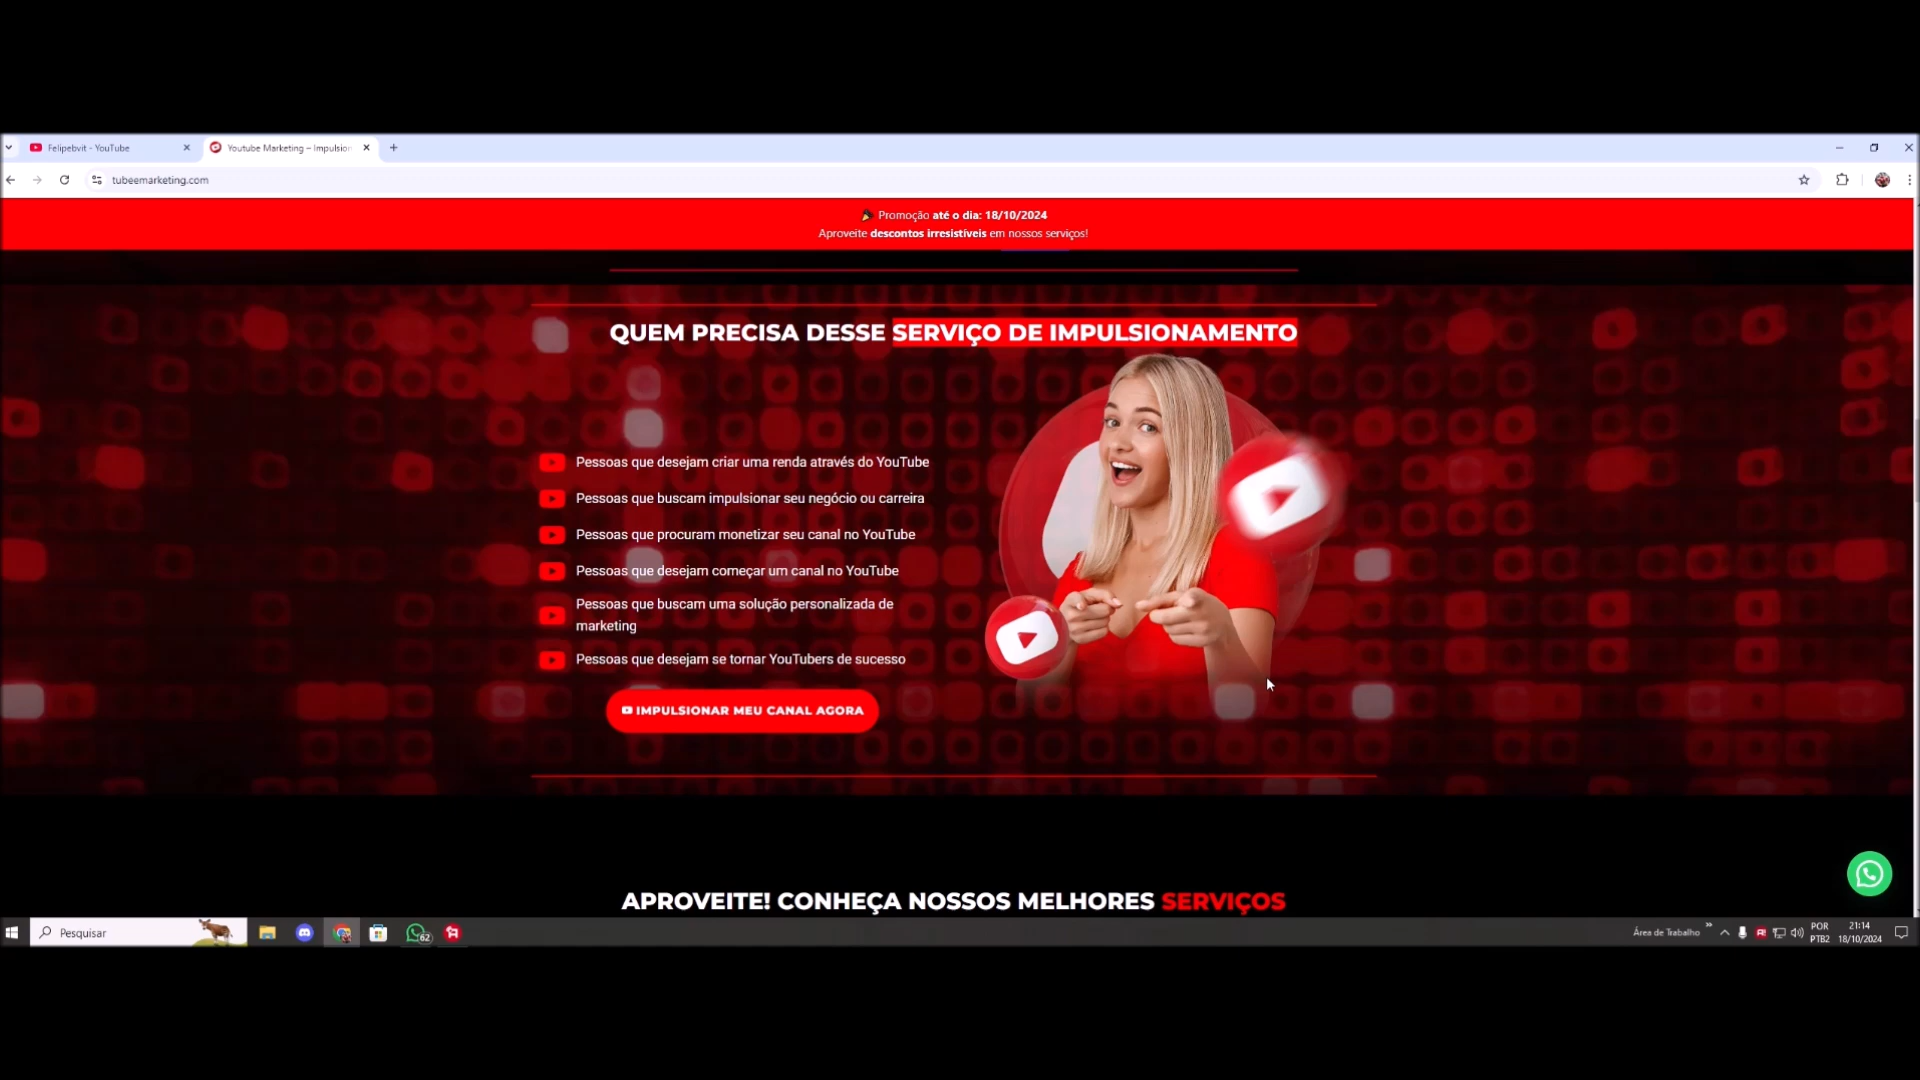 Felipebvit - YouTube
Youtube Marketing – Impulsion
tubeemarketing.com
Promoção até o dia: 18/10/2024
Aproveite descontos irresistíveis em nossos serviços!
QUEM PRECISA DESSE SERVIÇO DE IMPULSIONAMENTO
Pessoas que desejam criar uma renda através do YouTube
Pessoas que buscam impulsionar seu negócio ou carreira
Pessoas que procuram monetizar seu canal no YouTube
Pessoas que desejam começar um canal no YouTube
Pessoas que buscam uma solução personalizada de
marketing
Pessoas que desejam se tornar YouTubers de sucesso
IMPULSIONAR MEU CANAL AGORA
APROVEITE! CONHEÇA NOSSOS MELHORES SERVIÇOS
Pesquisar
62
Área de Trabalho
POR
PTB2
21:14
18/10/2024